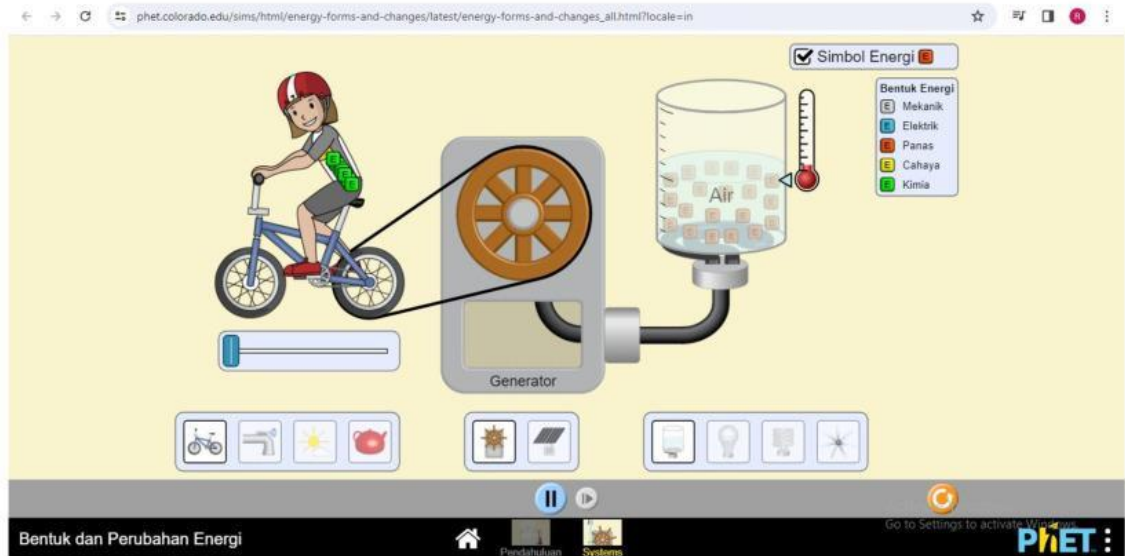 phet.colorado.edu/sims/html/energy-forms-and-changes/latest/energy-forms-and-changes_all.html?locale=in
R
Simbol Energi E
Bentuk Energi
E Mekanik
E Elektrik
E Panas
E Cahaya
E Kimia
Air
Generator
Go to Settings to activate Windows.
Bentuk dan Perubahan Energi
Pendahuluan
Systems
PhET